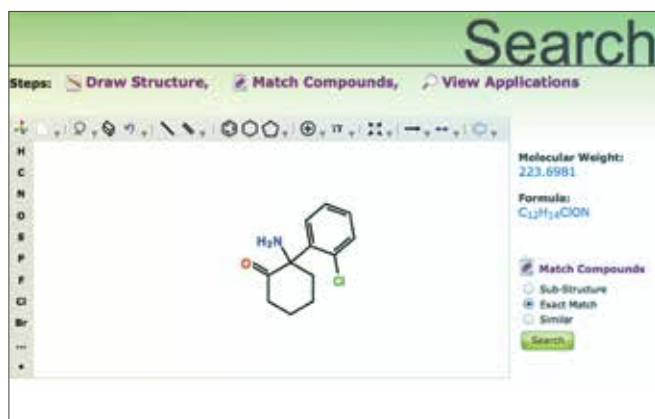 Search
Steps: Draw Structure, Match Compounds, View Applications
H
C
N
O
S
P
F
Cl
Br
...
*
H₂N
O
Cl
Molecular Weight:
223.6981
Formula:
C₁₂H₁₄ClON
Match Compounds
Sub-Structure
Exact Match
Similar
Search